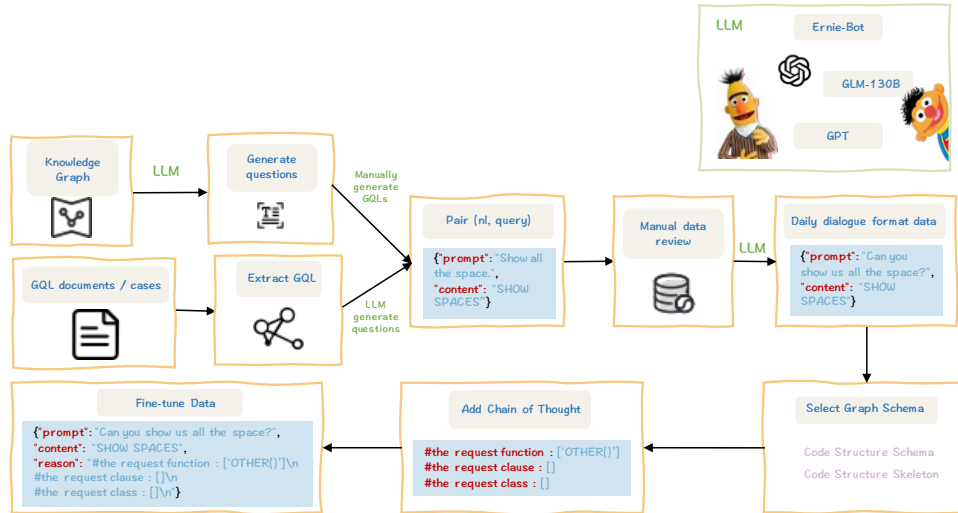 LLM
Ernie-Bot
GLM-130B
GPT
Knowledge
Graph
LLM
Generate
questions
Manually
generate
GQLs
GQL documents / cases
Extract GQL
LLM
generate
questions
Pair (nl, query)
{"prompt": "Show all
the space.",
"content": "SHOW
SPACES"}
Manual data
review
LLM
Daily dialogue format data
{"prompt": "Can you
show us all the space?",
"content": "SHOW
SPACES"}
Select Graph Schema
Code Structure Schema
Code Structure Skeleton
Add Chain of Thought
#the request function : ['OTHER()']
#the request clause : []
#the request class : []
Fine-tune Data
{"prompt": "Can you show us all the space?",
"content": "SHOW SPACES",
"reason": "#the request function : ['OTHER()']\n
#the request clause : []\n
#the request class : []\n"}